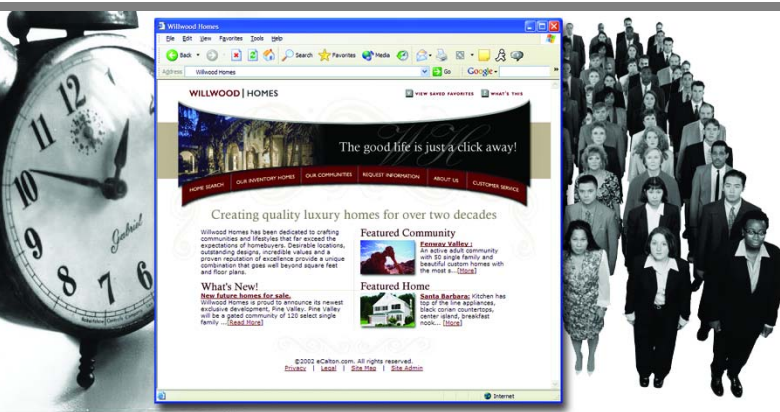 Willwood Homes
File Edit View Favorites Tools Help
Back Search Favorites Media
Address Willwood Homes Go Google
WILLWOOD | HOMES
VIEW SAVED FAVORITES WHAT'S THIS
WH
The good life is just a click away!
HOME SEARCH OUR INVENTORY HOMES OUR COMMUNITIES REQUEST INFORMATION ABOUT US CUSTOMER SERVICE
Creating quality luxury homes for over two decades
Willwood Homes has been dedicated to crafting
communities and lifestyles that far exceed the
expectations of homebuyers. Desirable locations,
outstanding designs, incredible values and a
proven reputation of excellence provide a unique
combination that goes well beyond square feet
and floor plans.
What's New!
New future homes for sale.
Willwood Homes is proud to announce its newest
exclusive development, Pine Valley. Pine Valley
will be a gated community of 120 select single
family ...[Read More]
Featured Community
Fenway Valley :
An active adult community
with 50 single family and
beautiful custom homes with
the most a...[More]
Featured Home
Santa Barbara: Kitchen has
top of the line appliances,
black corian countertops,
center island, breakfast
nook... [More]
©2002 eCalton.com. All rights reserved.
Privacy | Legal | Site Map | Site Admin
Internet
12
11
10
9
8
7
6
1
Gabriel